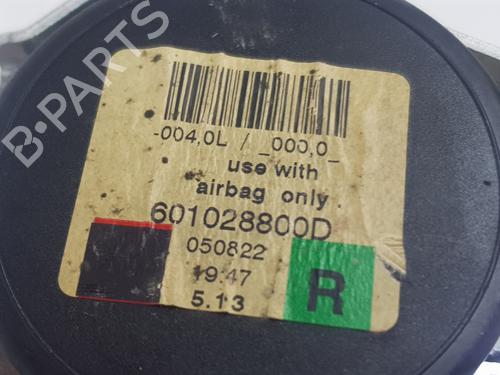 B-PARTS
-004,0L / _000,0_
use with
airbag only
601028800D
050822
19:47
5.13
R